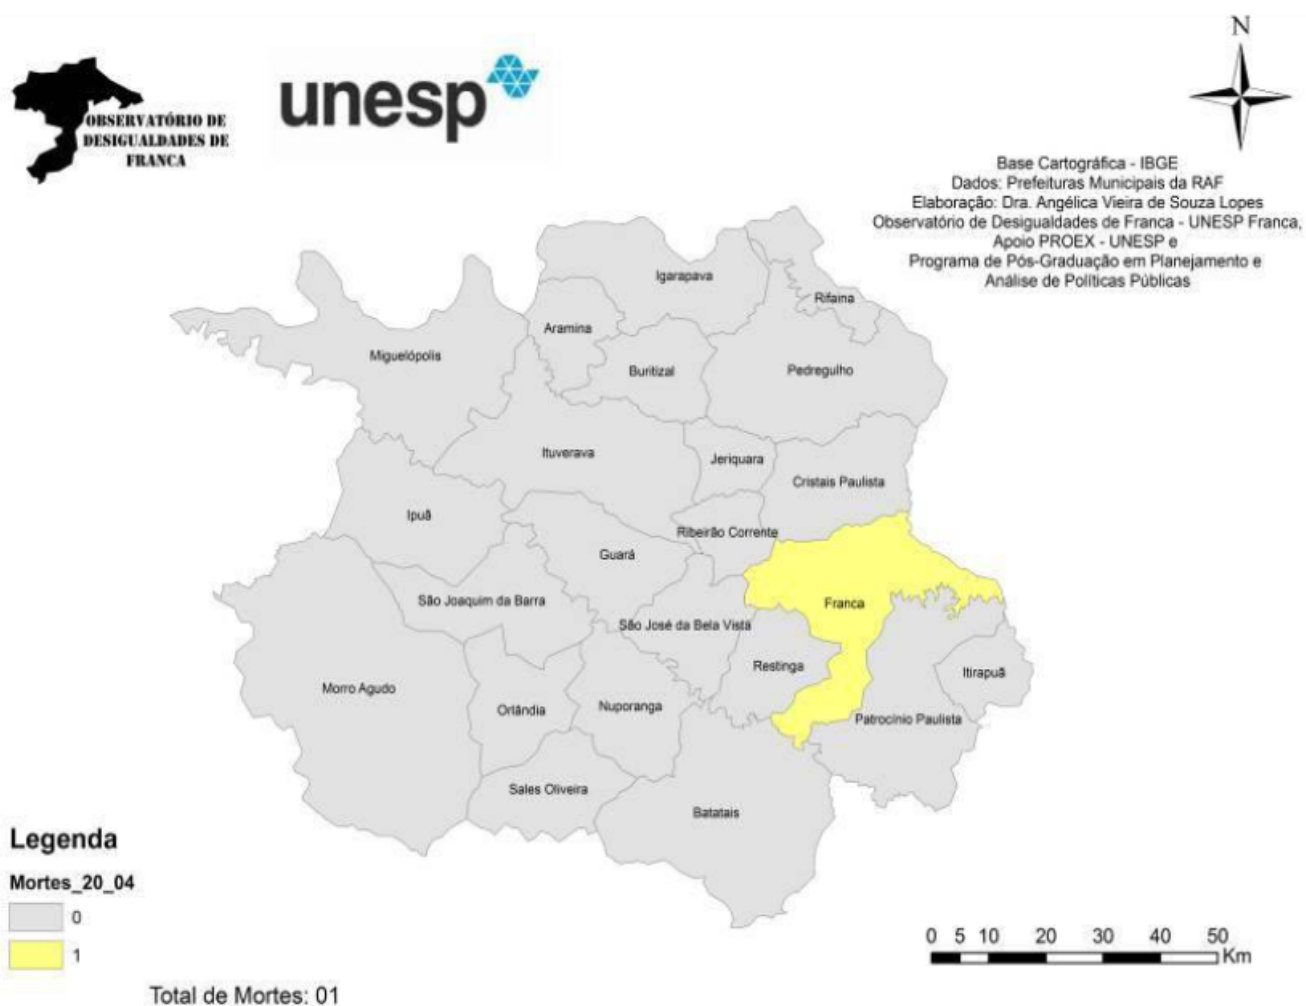 OBSERVATÓRIO DE
DESIGUALDADES DE
FRANCA
unesp
N
Base Cartográfica - IBGE
Dados: Prefeituras Municipais da RAF
Elaboração: Dra. Angélica Vieira de Souza Lopes
Observatório de Desigualdades de Franca - UNESP Franca,
Apoio PROEX - UNESP e
Programa de Pós-Graduação em Planejamento e
Análise de Políticas Públicas
Igarapava
Rifaina
Aramina
Miguelópolis
Buritizal
Pedregulho
Ituverava
Jeriquara
Cristais Paulista
Ipuã
Ribeirão Corrente
Guará
São Joaquim da Barra
Franca
São José da Bela Vista
Restinga
Itirapuã
Morro Agudo
Orlândia
Nuporanga
Patrocínio Paulista
Sales Oliveira
Batatais
Legenda
Mortes_20_04
0
1
0 5 10 20 30 40 50
Km
Total de Mortes: 01